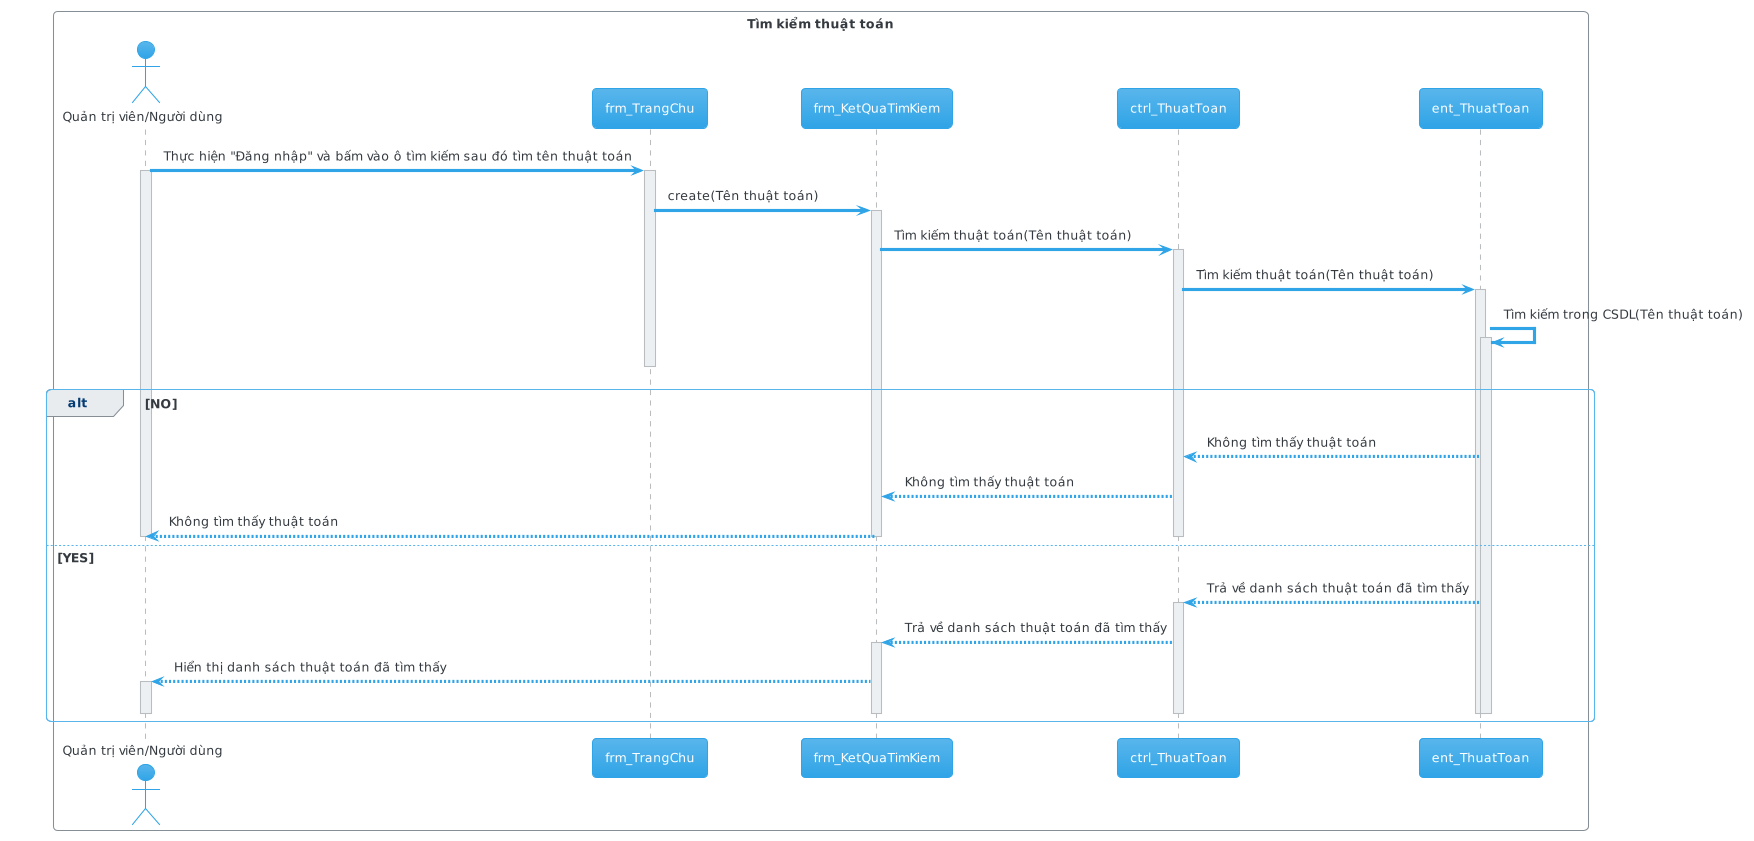 Tìm kiểm thuật toán
Quản trị viên/Người dùng
frm_TrangChu
frm_KetQuaTimKiem
ctrl_ThuatToan
ent_ThuatToan
Thực hiện "Đăng nhập" và bấm vào ô tìm kiếm sau đó tìm tên thuật toán
create(Tên thuật toán)
Tìm kiếm thuật toán(Tên thuật toán)
Tìm kiếm thuật toán(Tên thuật toán)
Tìm kiếm trong CSDL(Tên thuật toán)
alt
[NO]
Không tìm thấy thuật toán
Không tìm thấy thuật toán
Không tìm thấy thuật toán
[YES]
Trả về danh sách thuật toán đã tìm thấy
Trả về danh sách thuật toán đã tìm thấy
Hiển thị danh sách thuật toán đã tìm thấy
Quản trị viên/Người dùng
frm_TrangChu
frm_KetQuaTimKiem
ctrl_ThuatToan
ent_ThuatToan